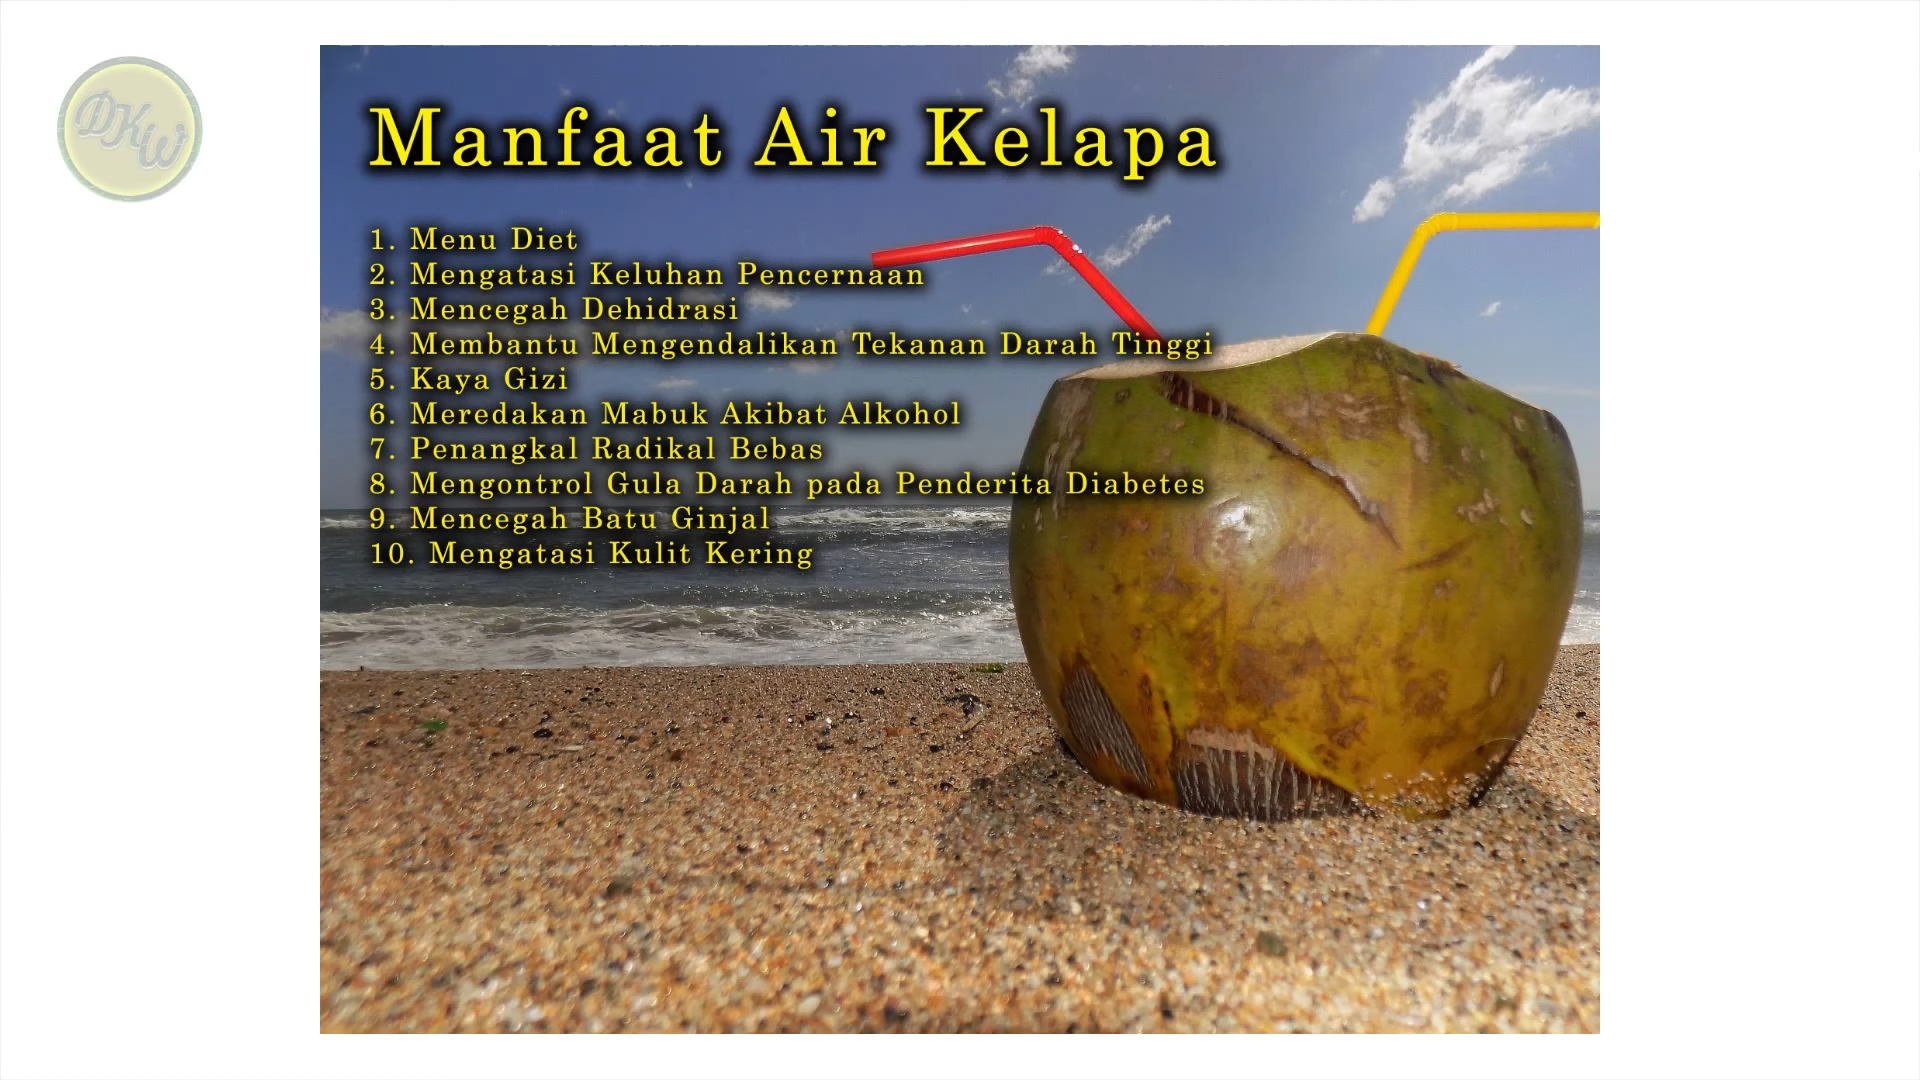 DKW
Manfaat Air Kelapa
1. Menu Diet
2. Mengatasi Keluhan Pencernaan
3. Mencegah Dehidrasi
4. Membantu Mengendalikan Tekanan Darah Tinggi
5. Kaya Gizi
6. Meredakan Mabuk Akibat Alkohol
7. Penangkal Radikal Bebas
8. Mengontrol Gula Darah pada Penderita Diabetes
9. Mencegah Batu Ginjal
10. Mengatasi Kulit Kering